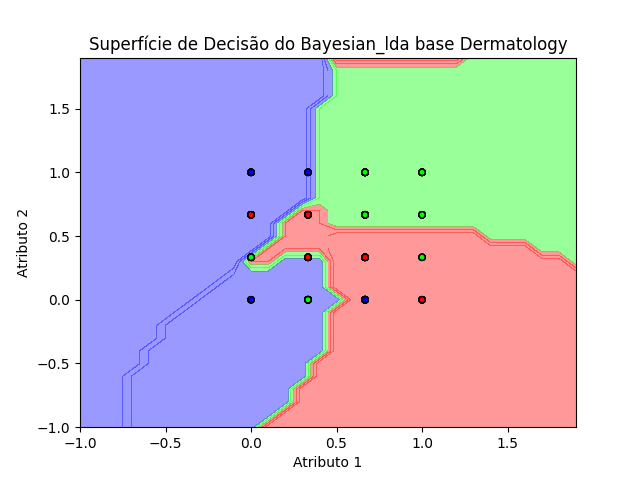 Superfície de Decisão do Bayesian_lda base Dermatology
Atributo 2
1.5
1.0
0.5
0.0
−0.5
−1.0
−1.0 −0.5 0.0 0.5 1.0 1.5
Atributo 1